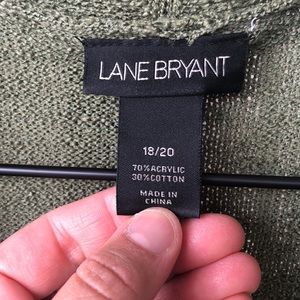 LANE BRYANT
18/20
70% ACRYLIC
30% COTTON
MADE IN
CHINA